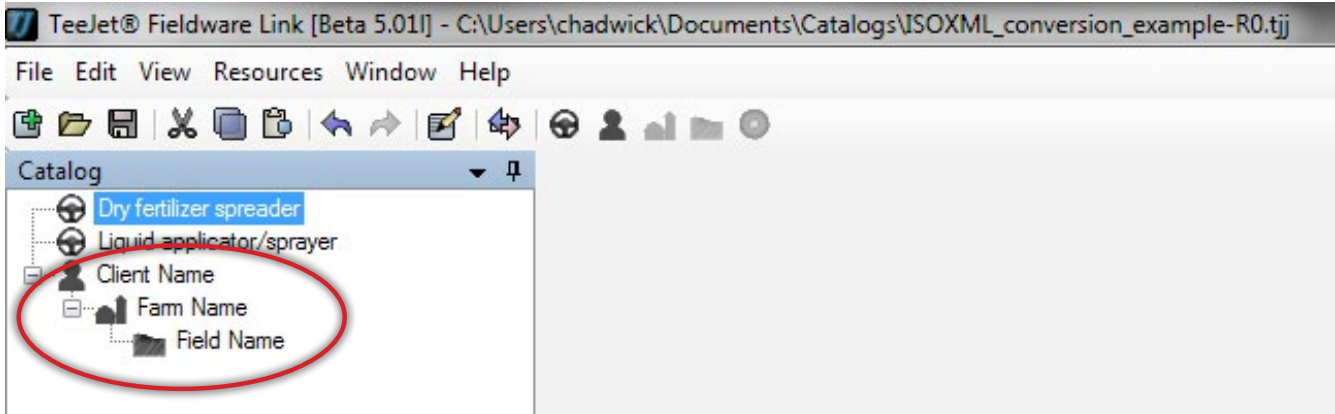 TeeJet® Fieldware Link [Beta 5.01l] - C:\Users\chadwick\Documents\Catalogs\ISOXML_conversion_example-R0.tjj
File Edit View Resources Window Help
Catalog
Dry fertilizer spreader
Liquid applicator/sprayer
Client Name
Farm Name
Field Name